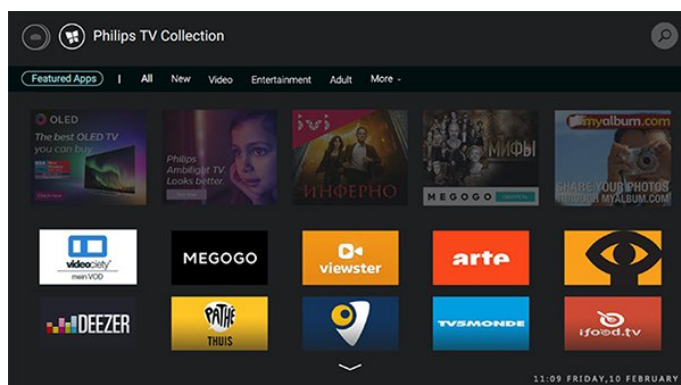 Philips TV Collection
Featured Apps | All New Video Entertainment Adult More
OLED
The best OLED TV
you can buy
Philips
Ambilight TV.
Looks better.
ivi
ИНФЕРНО
МИФЫ
MEGOGO
myalbum.com
SHARE YOUR PHOTOS
THROUGH MYALBUM.COM
videociety
mein VOD
MEGOGO
viewster
arte
DEEZER
PATHÉ
THUIS
TV5MONDE
ifood.tv
11:09 FRIDAY,10 FEBRUARY